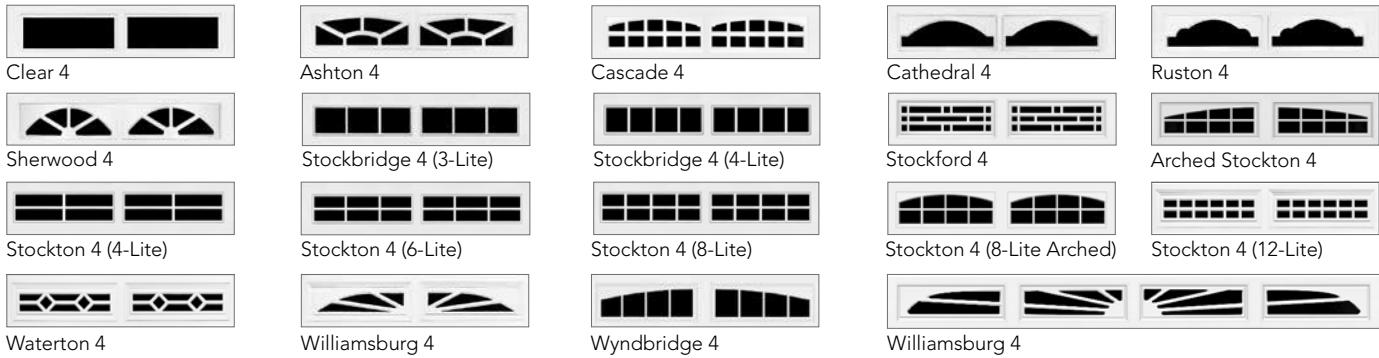 Clear 4
Ashton 4
Cascade 4
Cathedral 4
Ruston 4
Sherwood 4
Stockbridge 4 (3-Lite)
Stockbridge 4 (4-Lite)
Stockford 4
Arched Stockton 4
Stockton 4 (4-Lite)
Stockton 4 (6-Lite)
Stockton 4 (8-Lite)
Stockton 4 (8-Lite Arched)
Stockton 4 (12-Lite)
Waterton 4
Williamsburg 4
Wyndbridge 4
Williamsburg 4